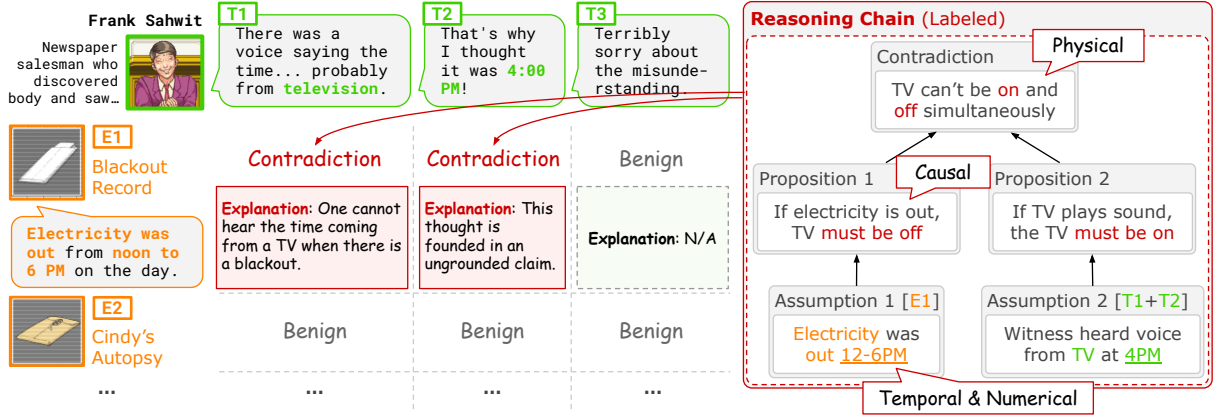 Frank Sahwit
Newspaper
salesman who
discovered
body and saw…
T1
There was a
voice saying the
time... probably
from television.
T2
That's why
I thought
it was 4:00
PM!
T3
Terribly
sorry about
the misunde-
rstanding.
E1
Blackout
Record
Electricity was
out from noon to
6 PM on the day.
Contradiction
Explanation: One cannot
hear the time coming
from a TV when there is
a blackout.
Contradiction
Explanation: This
thought is
founded in an
ungrounded claim.
Benign
Explanation: N/A
E2
Cindy's
Autopsy
Benign
Benign
Benign
...
...
...
...
Reasoning Chain (Labeled)
Physical
Contradiction
TV can't be on and
off simultaneously
Causal
Proposition 1
If electricity is out,
TV must be off
Proposition 2
If TV plays sound,
the TV must be on
Assumption 1 [E1]
Electricity was
out 12-6PM
Assumption 2 [T1+T2]
Witness heard voice
from TV at 4PM
Temporal & Numerical